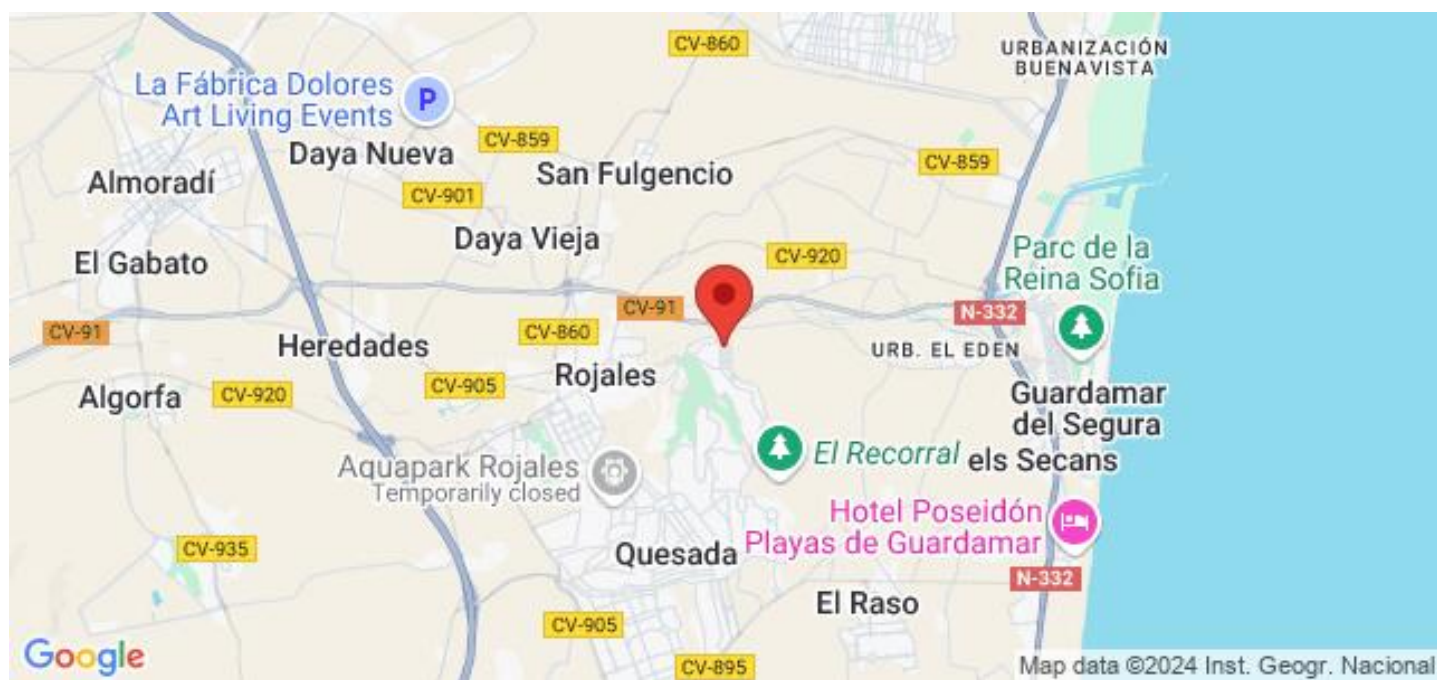 CV-860
URBANIZACIÓN
BUENAVISTA
La Fábrica Dolores
Art Living Events
P
CV-859
Daya Nueva
San Fulgencio
CV-859
Almoradí
CV-901
Daya Vieja
El Gabato
CV-920
Parc de la
Reina Sofia
CV-91
N-332
CV-91
CV-860
Heredades
URB. EL EDEN
Rojales
CV-905
Algorfa
CV-920
Guardamar
del Segura
El Recorral
els Secans
Aquapark Rojales
Temporarily closed
Hotel Poseidón
Playas de Guardamar
CV-935
Quesada
N-332
El Raso
CV-905
Google
CV-895
Map data ©2024 Inst. Geogr. Nacional